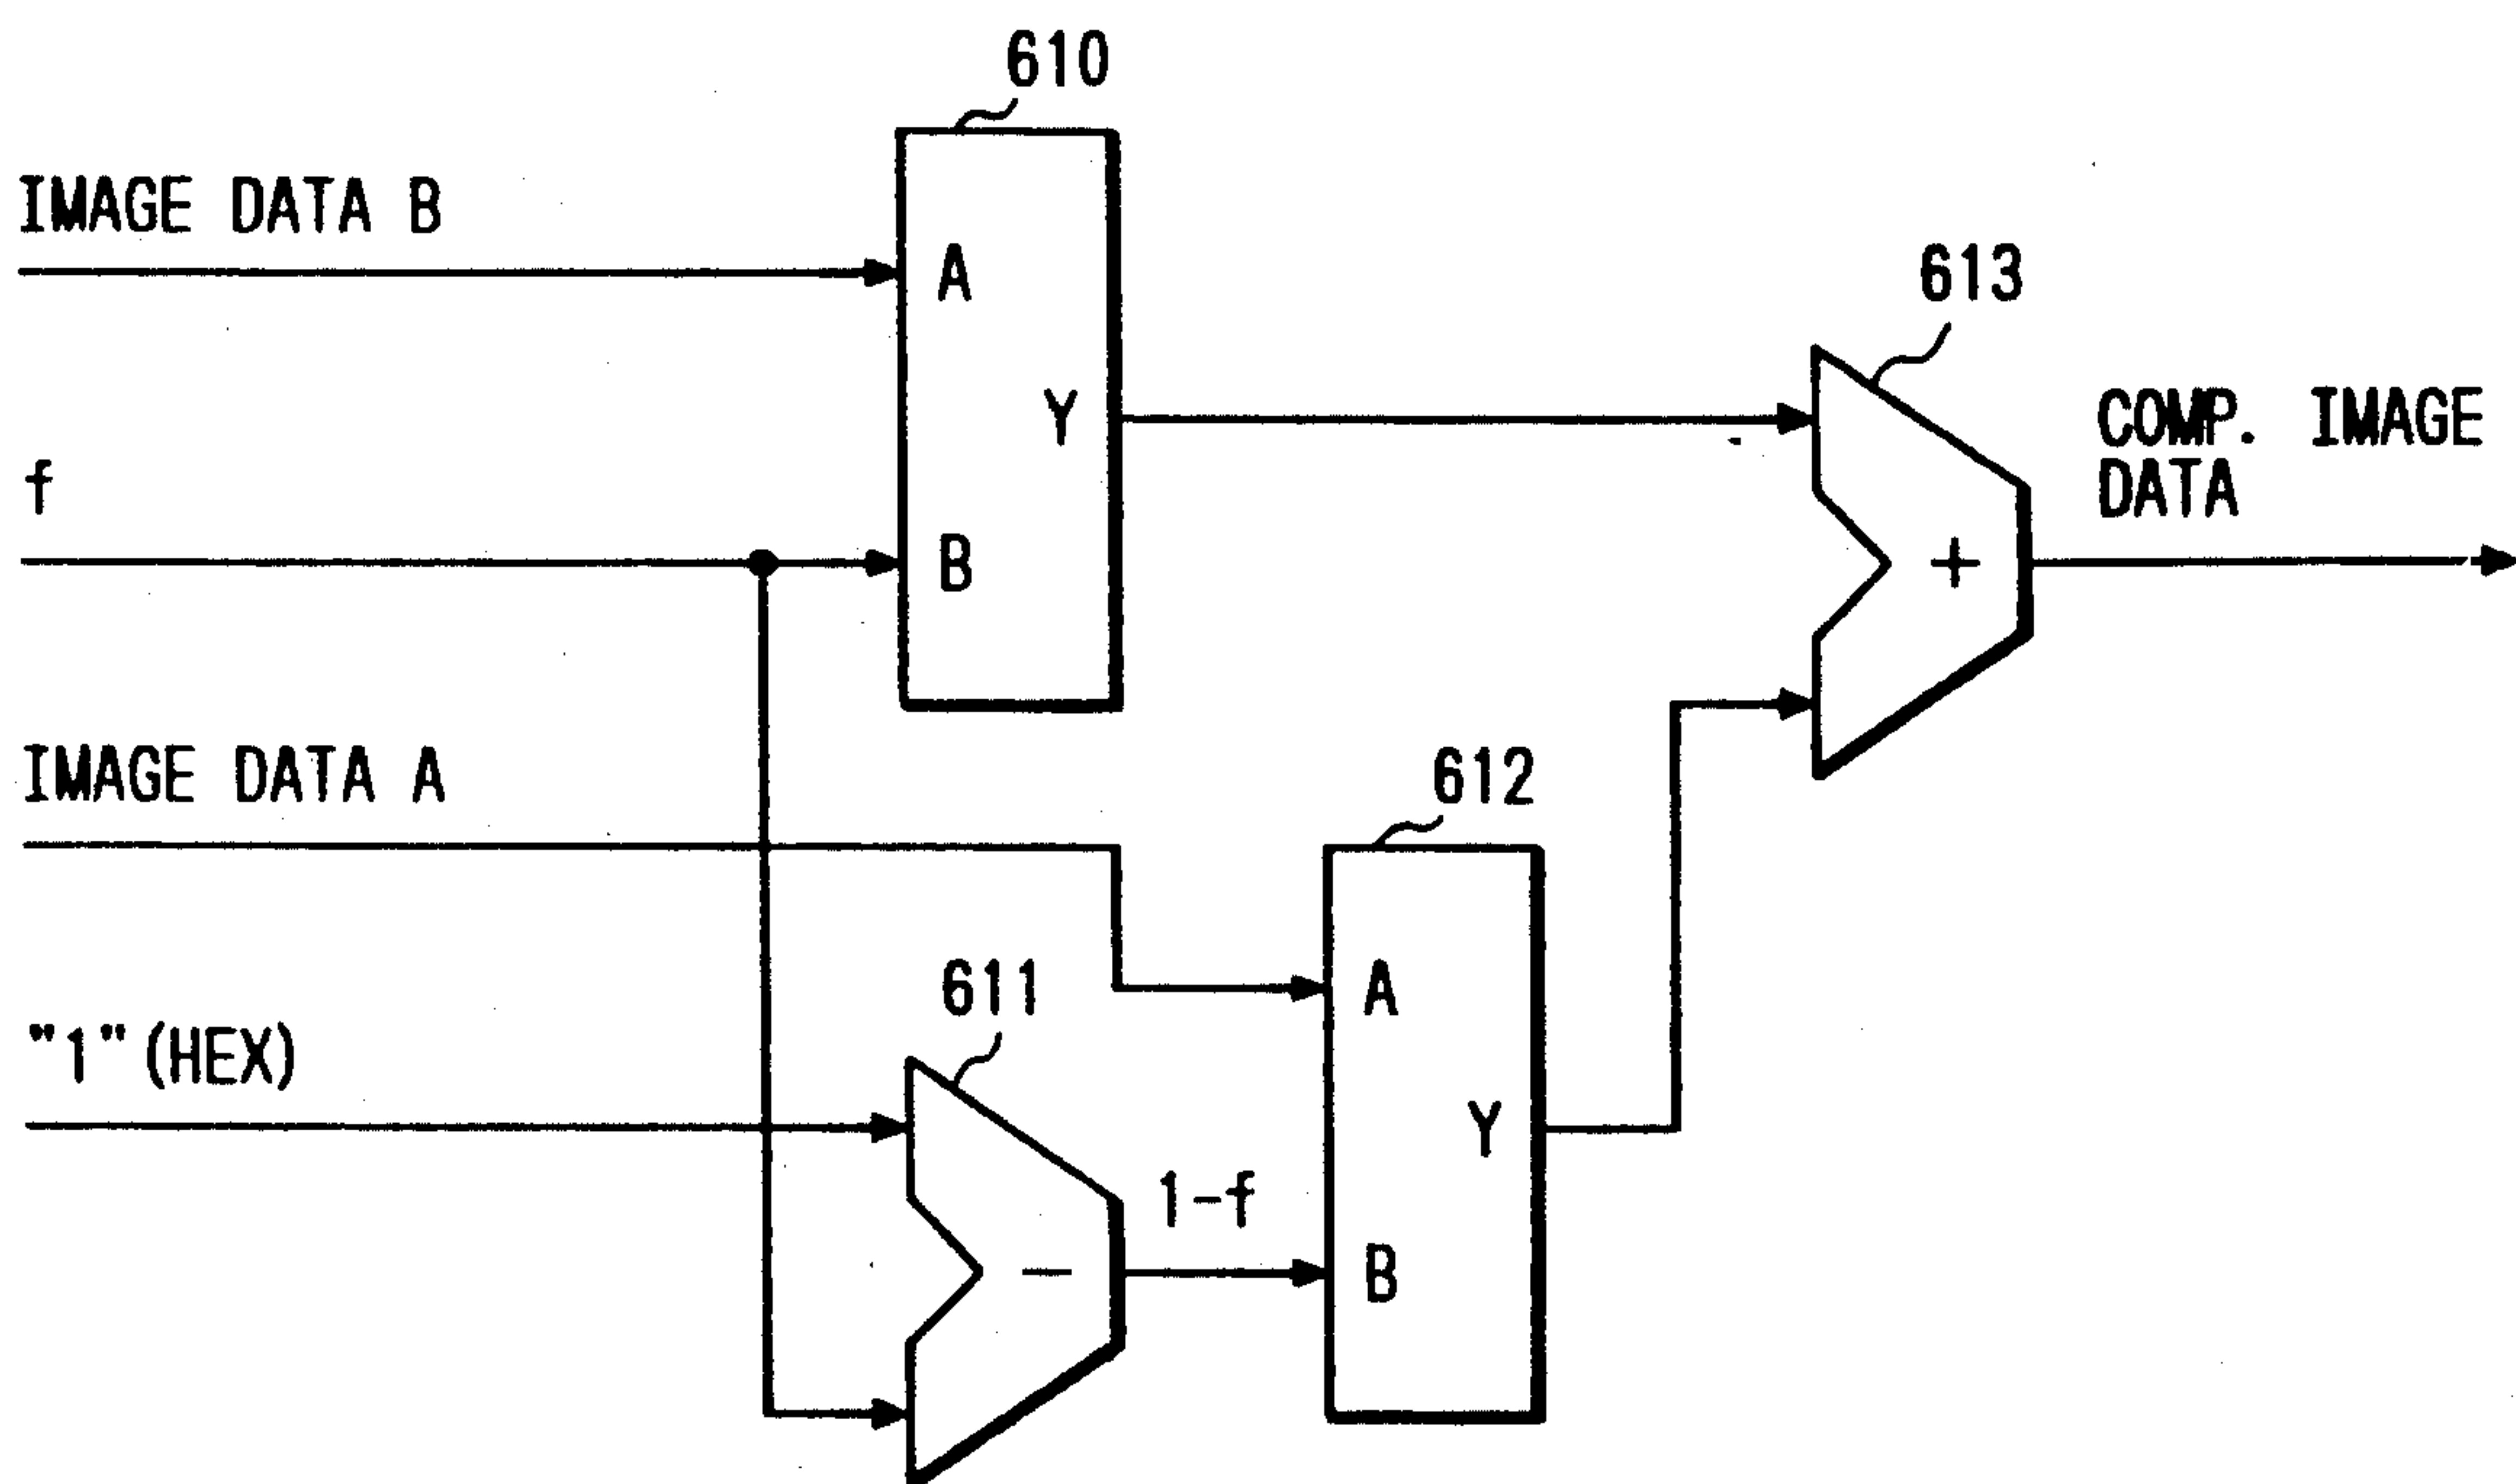 610
IMAGE DATA B
A
613
Y
COMP. IMAGE
DATA
f
B
+
IMAGE DATA A
612
611
A
"1"(HEX)
Y
1-f
B
-